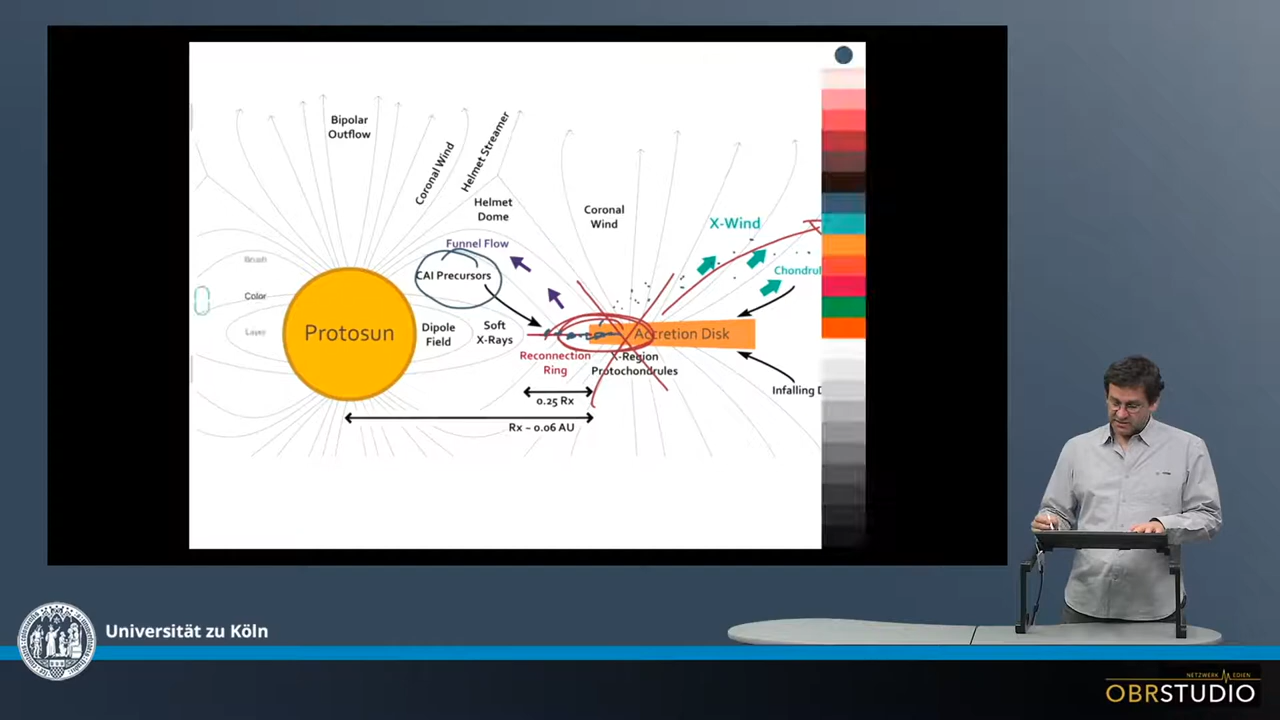 Bipolar
Outflow
Coronal Wind
Helmet Streamer
Helmet
Dome
Coronal
Wind
X-Wind
Funnel Flow
Brush
CAI Precursors
Chondrul
Color
Layer
Protosun
Dipole
Field
Soft
X-Rays
Accretion Disk
Reconnection
Ring
X-Region
Protochondrules
0.25 Rx
Infalling D
Rx ~ 0.06 AU
Universität zu Köln
NETZWERK MEDIEN
OBRSTUDIO